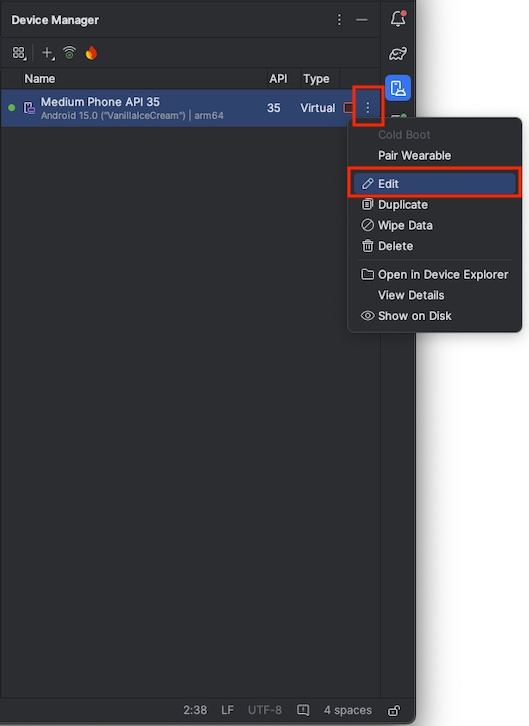 Device Manager
Name API Type
Medium Phone API 35
Android 15.0 ("VanillaIceCream") | arm64
35 Virtual
Cold Boot
Pair Wearable
Edit
Duplicate
Wipe Data
Delete
Open in Device Explorer
View Details
Show on Disk
2:38 LF UTF-8 4 spaces